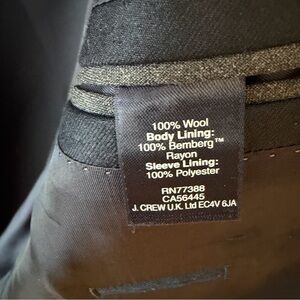 100% Wool
Body Lining:
100% Bemberg™
Rayon
Sleeve Lining:
100% Polyester
RN77388
CA56445
J. CREW U.K. Ltd EC4V 6JA